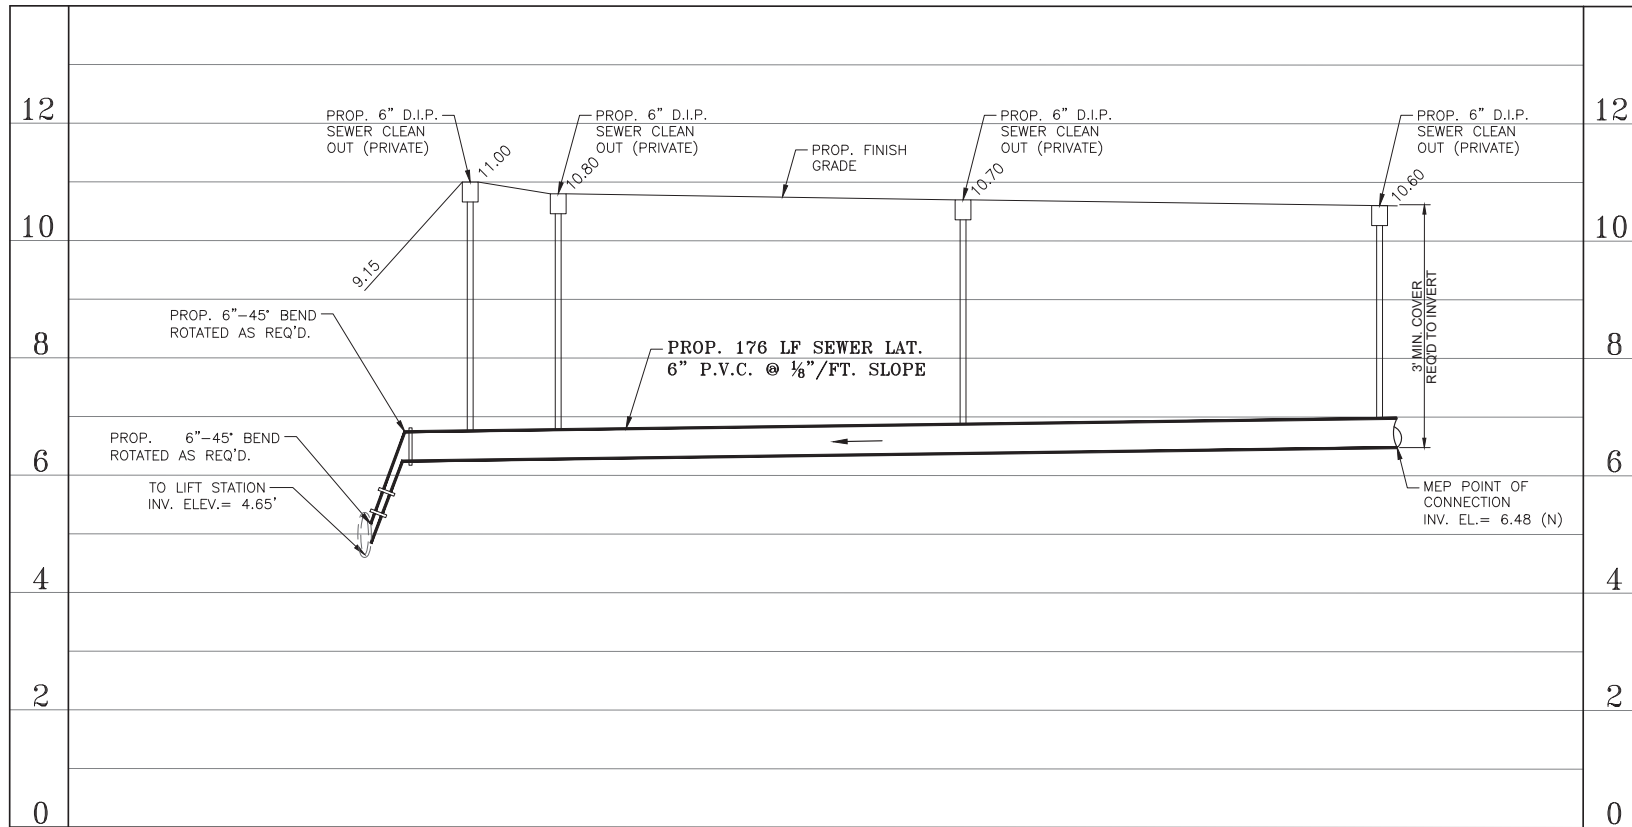 12
10
8
6
4
2
0
PROP. 6" D.I.P.
SEWER CLEAN
OUT (PRIVATE)
11.00
PROP. 6" D.I.P.
SEWER CLEAN
OUT (PRIVATE)
10.80
PROP. FINISH
GRADE
PROP. 6" D.I.P.
SEWER CLEAN
OUT (PRIVATE)
10.70
PROP. 6" D.I.P.
SEWER CLEAN
OUT (PRIVATE)
10.60
9.15
PROP. 6"-45° BEND
ROTATED AS REQ'D.
PROP. 176 LF SEWER LAT.
6" P.V.C. @ ⅛"/FT. SLOPE
3' MIN. COVER
REQ'D TO INVERT
PROP. 6"-45° BEND
ROTATED AS REQ'D.
TO LIFT STATION
INV. ELEV.= 4.65'
MEP POINT OF
CONNECTION
INV. EL.= 6.48 (N)
12
10
8
6
4
2
0